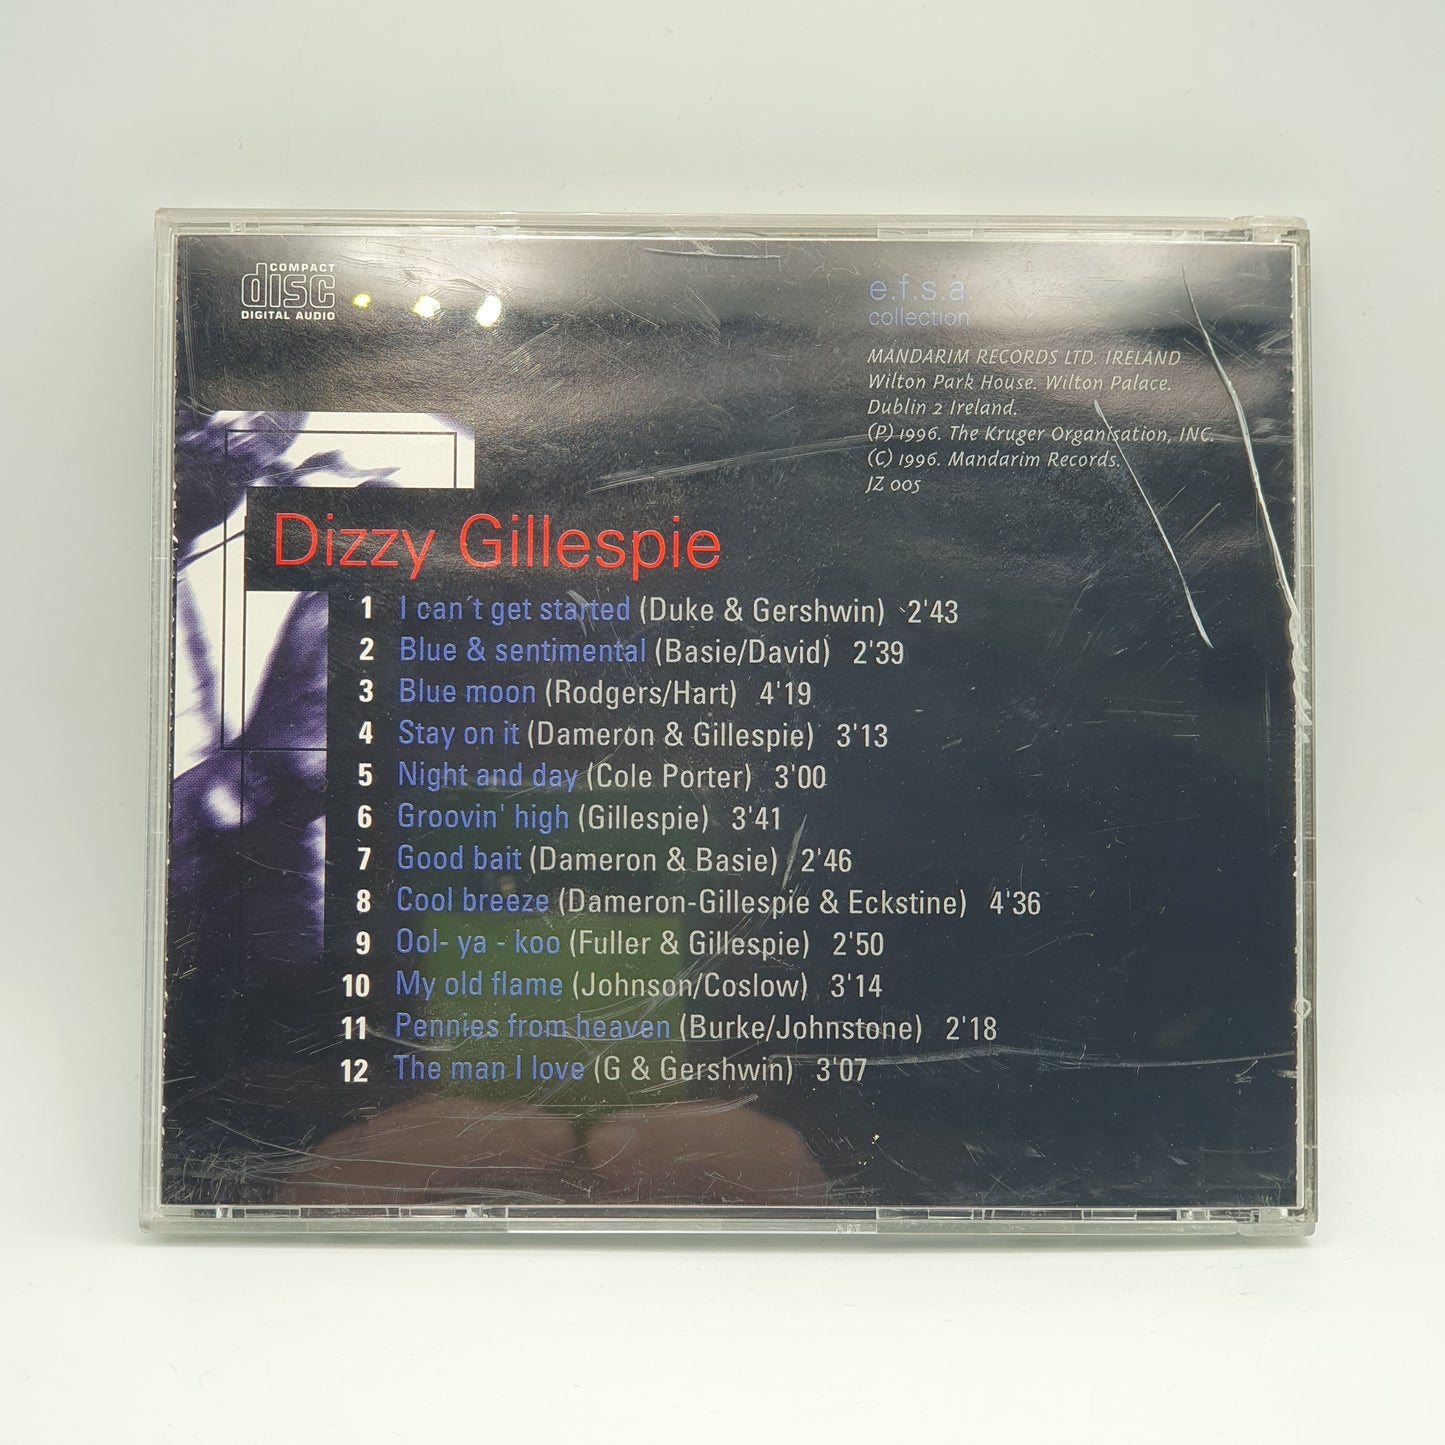 COMPACT
disc
DIGITAL AUDIO
e.f.s.a.
collection
MANDARIM RECORDS LTD. IRELAND
Wilton Park House. Wilton Palace.
Dublin 2 Ireland.
(P) 1996. The Kruger Organisation, INC.
(C) 1996. Mandarim Records.
JZ 005
Dizzy Gillespie
1 I can´t get started (Duke & Gershwin) 2'43
2 Blue & sentimental (Basie/David) 2'39
3 Blue moon (Rodgers/Hart) 4'19
4 Stay on it (Dameron & Gillespie) 3'13
5 Night and day (Cole Porter) 3'00
6 Groovin' high (Gillespie) 3'41
7 Good bait (Dameron & Basie) 2'46
8 Cool breeze (Dameron-Gillespie & Eckstine) 4'36
9 Ool- ya - koo (Fuller & Gillespie) 2'50
10 My old flame (Johnson/Coslow) 3'14
11 Pennies from heaven (Burke/Johnstone) 2'18
12 The man I love (G & Gershwin) 3'07